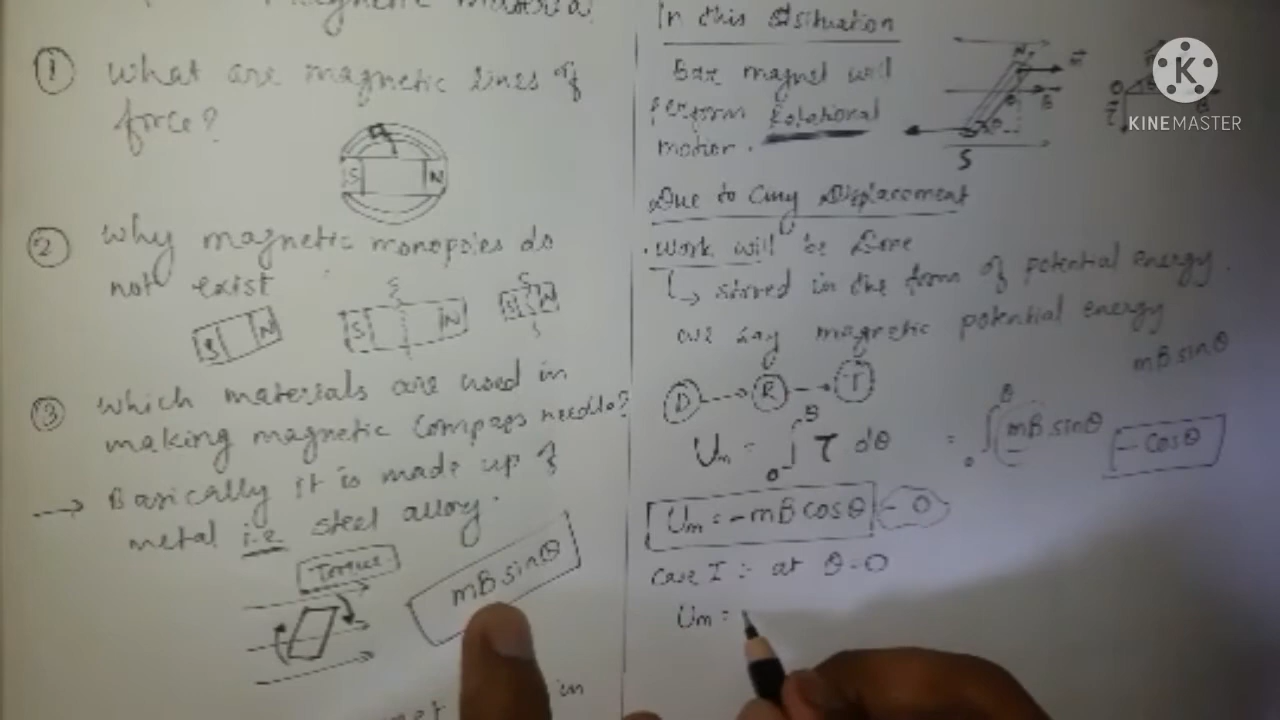 Magnetic Material
① What are magnetic lines of
force?
S N
② Why magnetic monopoles do
not exist
S N
S N
S N
③ Which materials are used in
making magnetic Compass
→ Basically it is made up of
metal i.e steel alloy.
Torque
mB sinθ
in
In this situation
Bar magnet will
perform Rotational
motion.
S
Due to any Displacement
· Work will be Done
↳ stored in the form of potential energy.
we say magnetic potential energy
mB sinθ
D → R → T
Um = ∫ τ dθ = ∫ mB sinθ
- cosθ
Um = -mB cosθ
Case I :- at θ=0
Um =
K
KINEMASTER